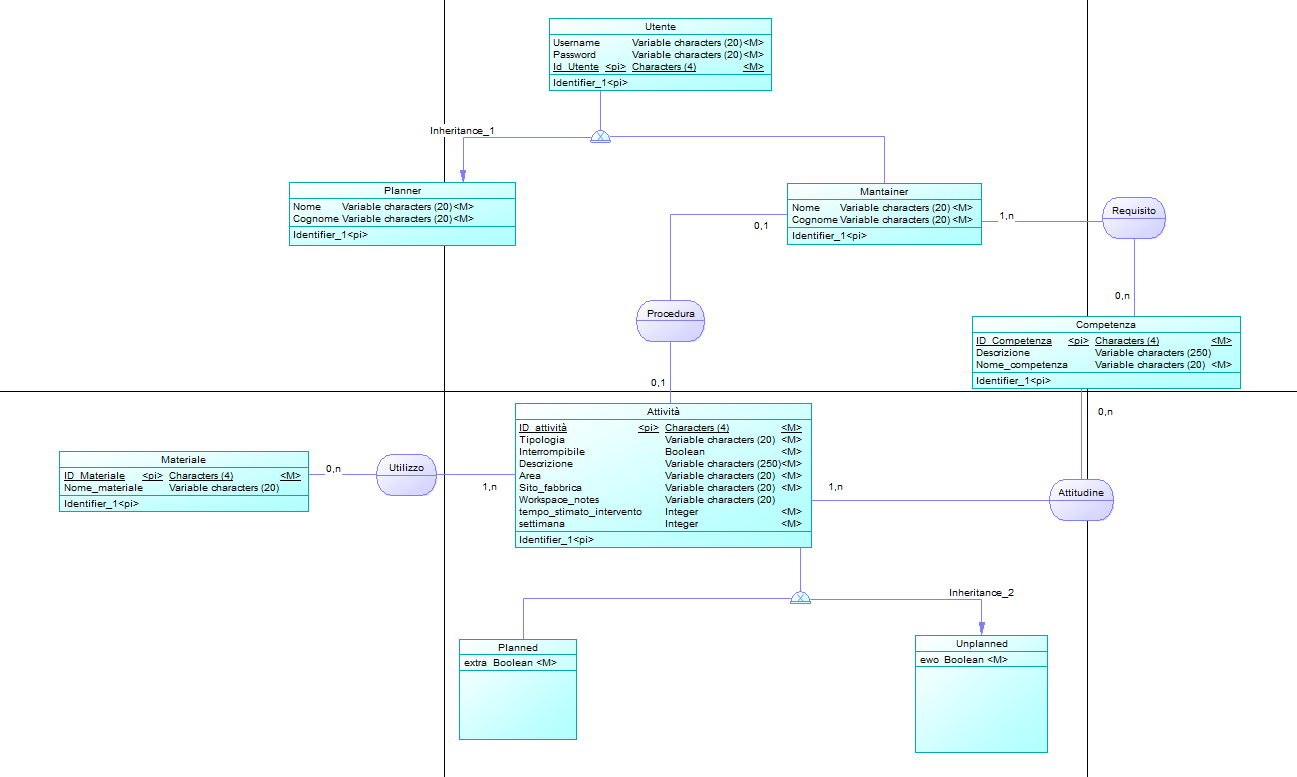 Utente
Username Variable characters (20) <M>
Password Variable characters (20) <M>
Id_Utente <pi> Characters (4) <M>
Identifier_1 <pi>
Inheritance_1
Planner
Nome Variable characters (20) <M>
Cognome Variable characters (20) <M>
Identifier_1 <pi>
Mantainer
Nome Variable characters (20) <M>
Cognome Variable characters (20) <M>
Identifier_1 <pi>
1,n
Requisito
0,1
0,n
Procedura
0,1
Competenza
ID_Competenza <pi> Characters (4) <M>
Descrizione Variable characters (250)
Nome_competenza Variable characters (20) <M>
Identifier_1 <pi>
0,n
Attività
ID_attività <pi> Characters (4) <M>
Tipologia Variable characters (20) <M>
Interrompibile Boolean <M>
Descrizione Variable characters (250) <M>
Area Variable characters (20) <M>
Sito_fabbrica Variable characters (20) <M>
Workspace_notes Variable characters (20)
tempo_stimato_intervento Integer <M>
settimana Integer <M>
Identifier_1 <pi>
Materiale
ID_Materiale <pi> Characters (4) <M>
Nome_materiale Variable characters (20)
Identifier_1 <pi>
0,n
Utilizzo
1,n
1,n
Attitudine
Inheritance_2
Planned
extra Boolean <M>
Unplanned
ewo Boolean <M>